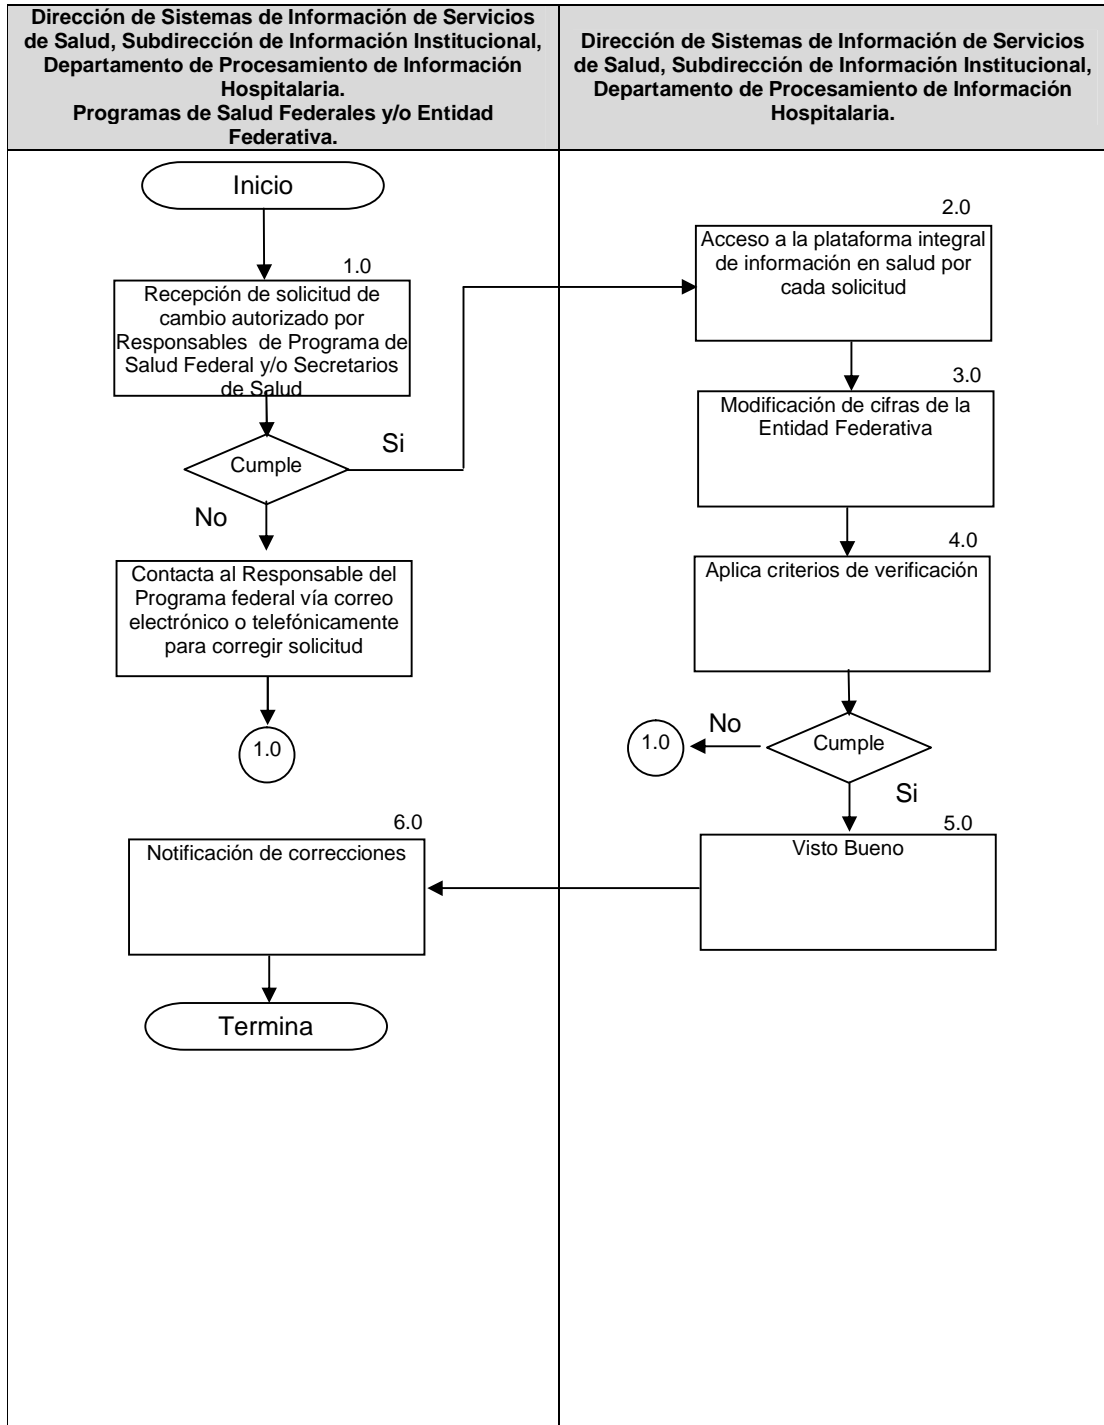 Dirección de Sistemas de Información de Servicios
de Salud, Subdirección de Información Institucional,
Departamento de Procesamiento de Información
Hospitalaria.
Programas de Salud Federales y/o Entidad
Federativa.
Dirección de Sistemas de Información de Servicios
de Salud, Subdirección de Información Institucional,
Departamento de Procesamiento de Información
Hospitalaria.
Inicio
1.0
Recepción de solicitud de
cambio autorizado por
Responsables de Programa de
Salud Federal y/o Secretarios
de Salud
Cumple
Si
No
Contacta al Responsable del
Programa federal vía correo
electrónico o telefónicamente
para corregir solicitud
1.0
2.0
Acceso a la plataforma integral
de información en salud por
cada solicitud
3.0
Modificación de cifras de la
Entidad Federativa
4.0
Aplica criterios de verificación
Cumple
No
1.0
Si
5.0
Visto Bueno
6.0
Notificación de correcciones
Termina